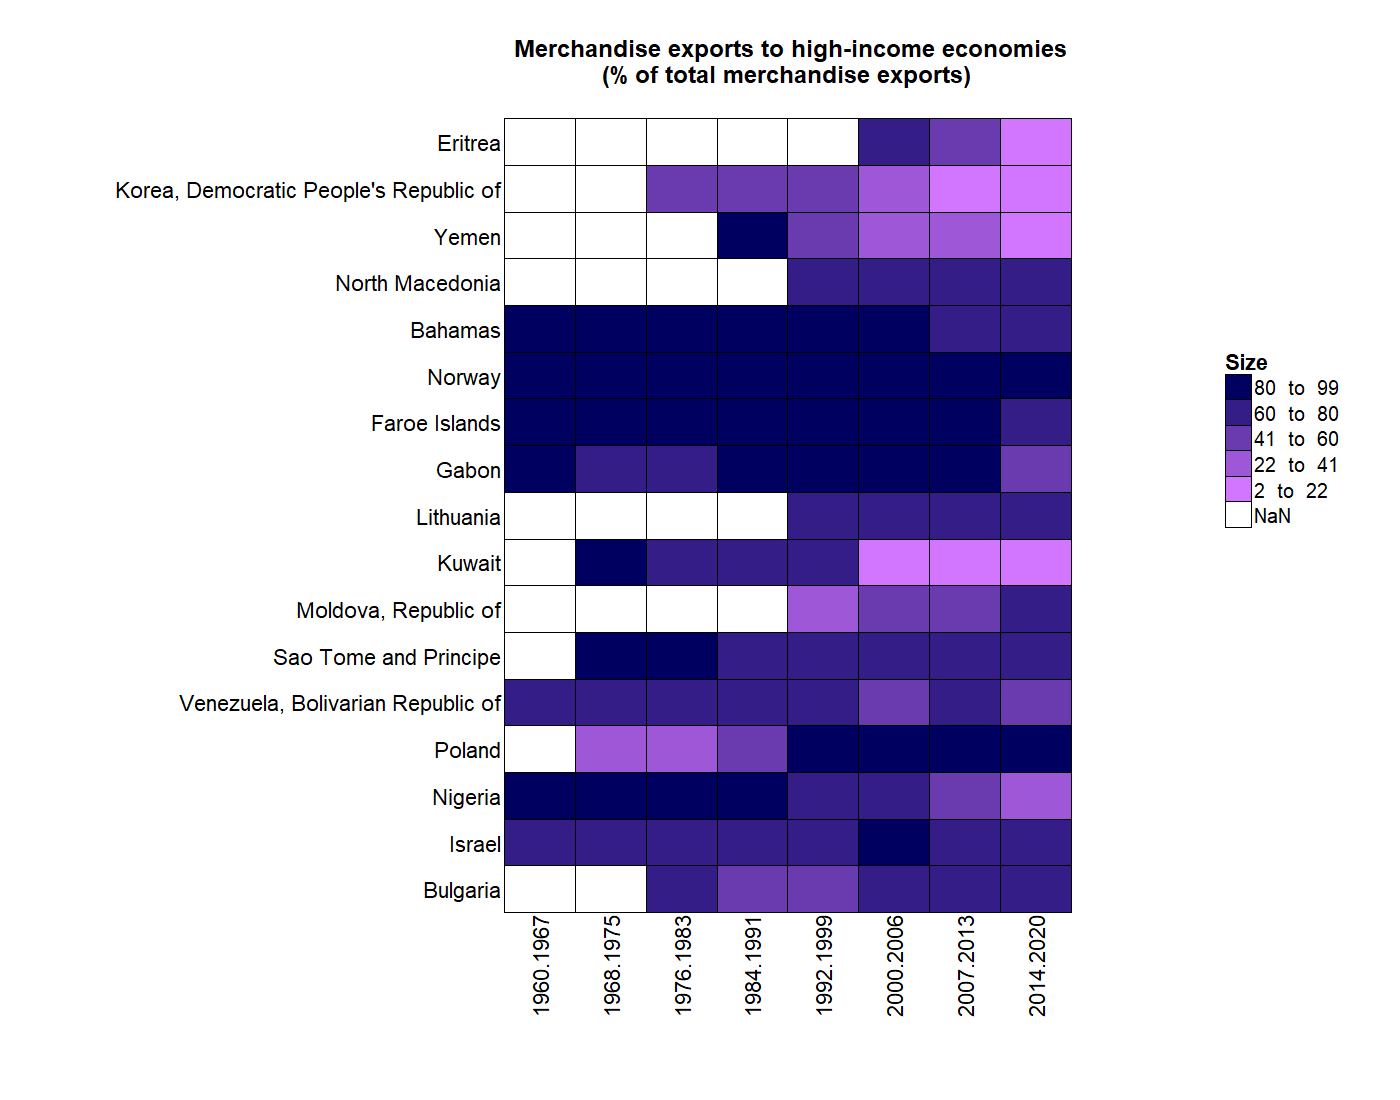 Merchandise exports to high-income economies
(% of total merchandise exports)
Eritrea
Korea, Democratic People's Republic of
Yemen
North Macedonia
Bahamas
Norway
Faroe Islands
Gabon
Lithuania
Kuwait
Moldova, Republic of
Sao Tome and Principe
Venezuela, Bolivarian Republic of
Poland
Nigeria
Israel
Bulgaria
1960.1967
1968.1975
1976.1983
1984.1991
1992.1999
2000.2006
2007.2013
2014.2020
Size
80 to 99
60 to 80
41 to 60
22 to 41
2 to 22
NaN